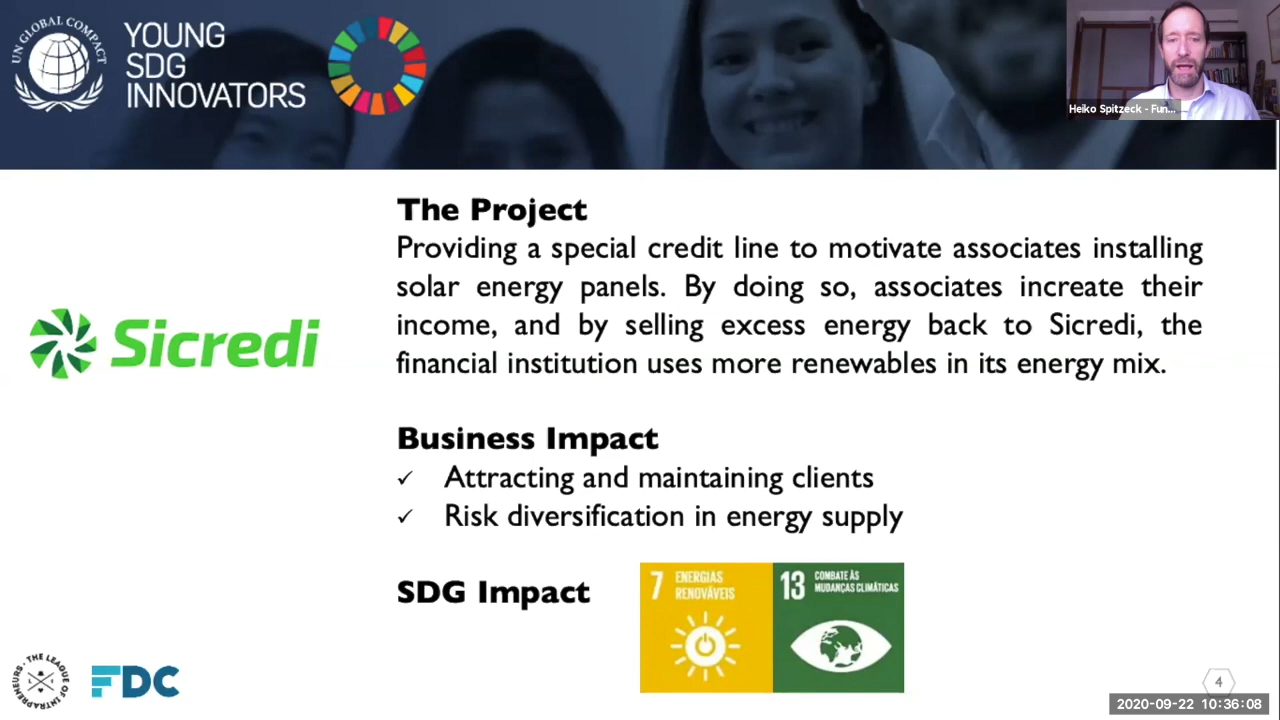 UN GLOBAL COMPACT
YOUNG
SDG
INNOVATORS
Heiko Spitzeck - Fun...
The Project
Providing a special credit line to motivate associates installing
solar energy panels. By doing so, associates increate their
income, and by selling excess energy back to Sicredi, the
financial institution uses more renewables in its energy mix.
Sicredi
Business Impact
✓ Attracting and maintaining clients
✓ Risk diversification in energy supply
SDG Impact
7 ENERGIAS
RENOVÁVEIS
13 COMBATE ÀS
MUDANÇAS CLIMÁTICAS
THE LEAGUE OF INTRAPRENEURS
FDC
4
2020-09-22 10:36:08